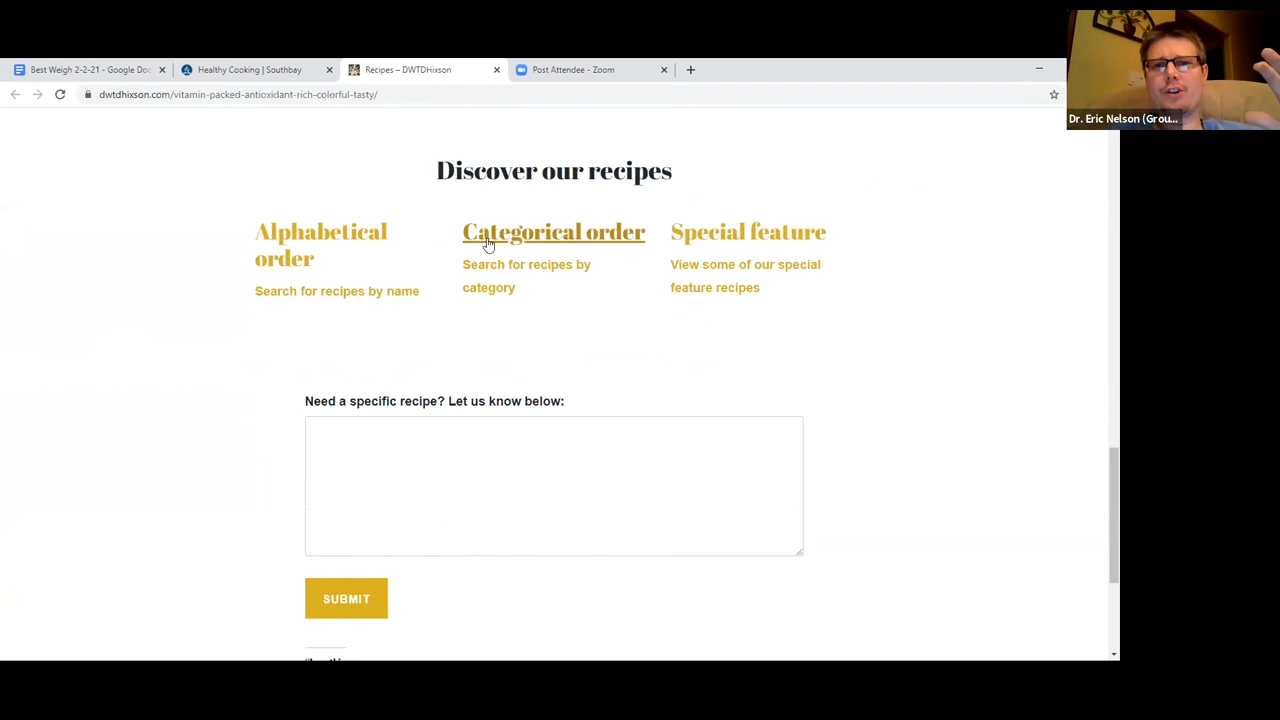 Best Weigh 2-2-21 - Google Doc
Healthy Cooking | Southbay
Recipes – DWTDHixson
Post Attendee - Zoom
dwtdhixson.com/vitamin-packed-antioxidant-rich-colorful-tasty/
Dr. Eric Nelson (Grou...
Discover our recipes
Alphabetical
order
Search for recipes by name
Categorical order
Search for recipes by
category
Special feature
View some of our special
feature recipes
Need a specific recipe? Let us know below:
SUBMIT